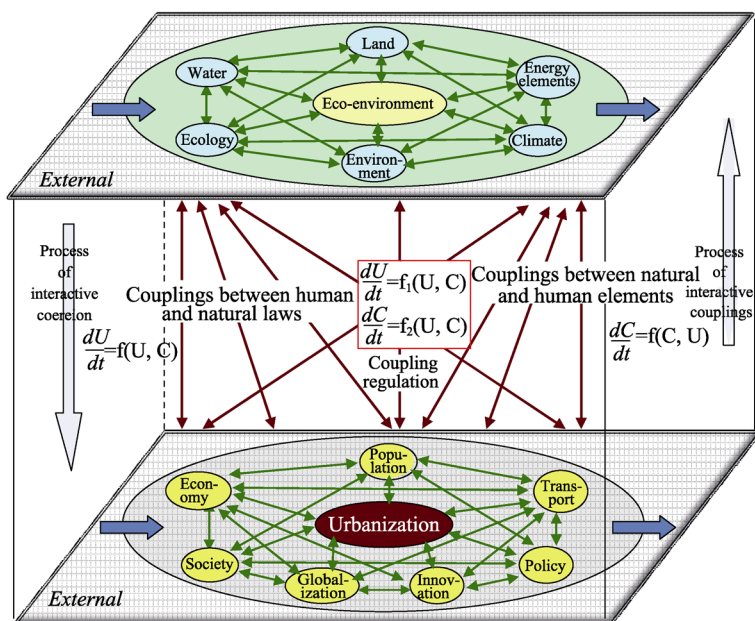 Land
Water
Energy
elements
Eco-environment
Ecology
Climate
Environ-
ment
External
Process
of
interactive
coerelon
dU/dt=f(U, C)
Couplings between human
and natural laws
dU/dt=f₁(U, C)
dC/dt=f₂(U, C)
Coupling
regulation
Couplings between natural
and human elements
Process
of
interactive
couplings
dC/dt=f(C, U)
Popu-
lation
Econ-
omy
Trans-
port
Urbanization
Society
Policy
Global-
ization
Innov-
ation
External